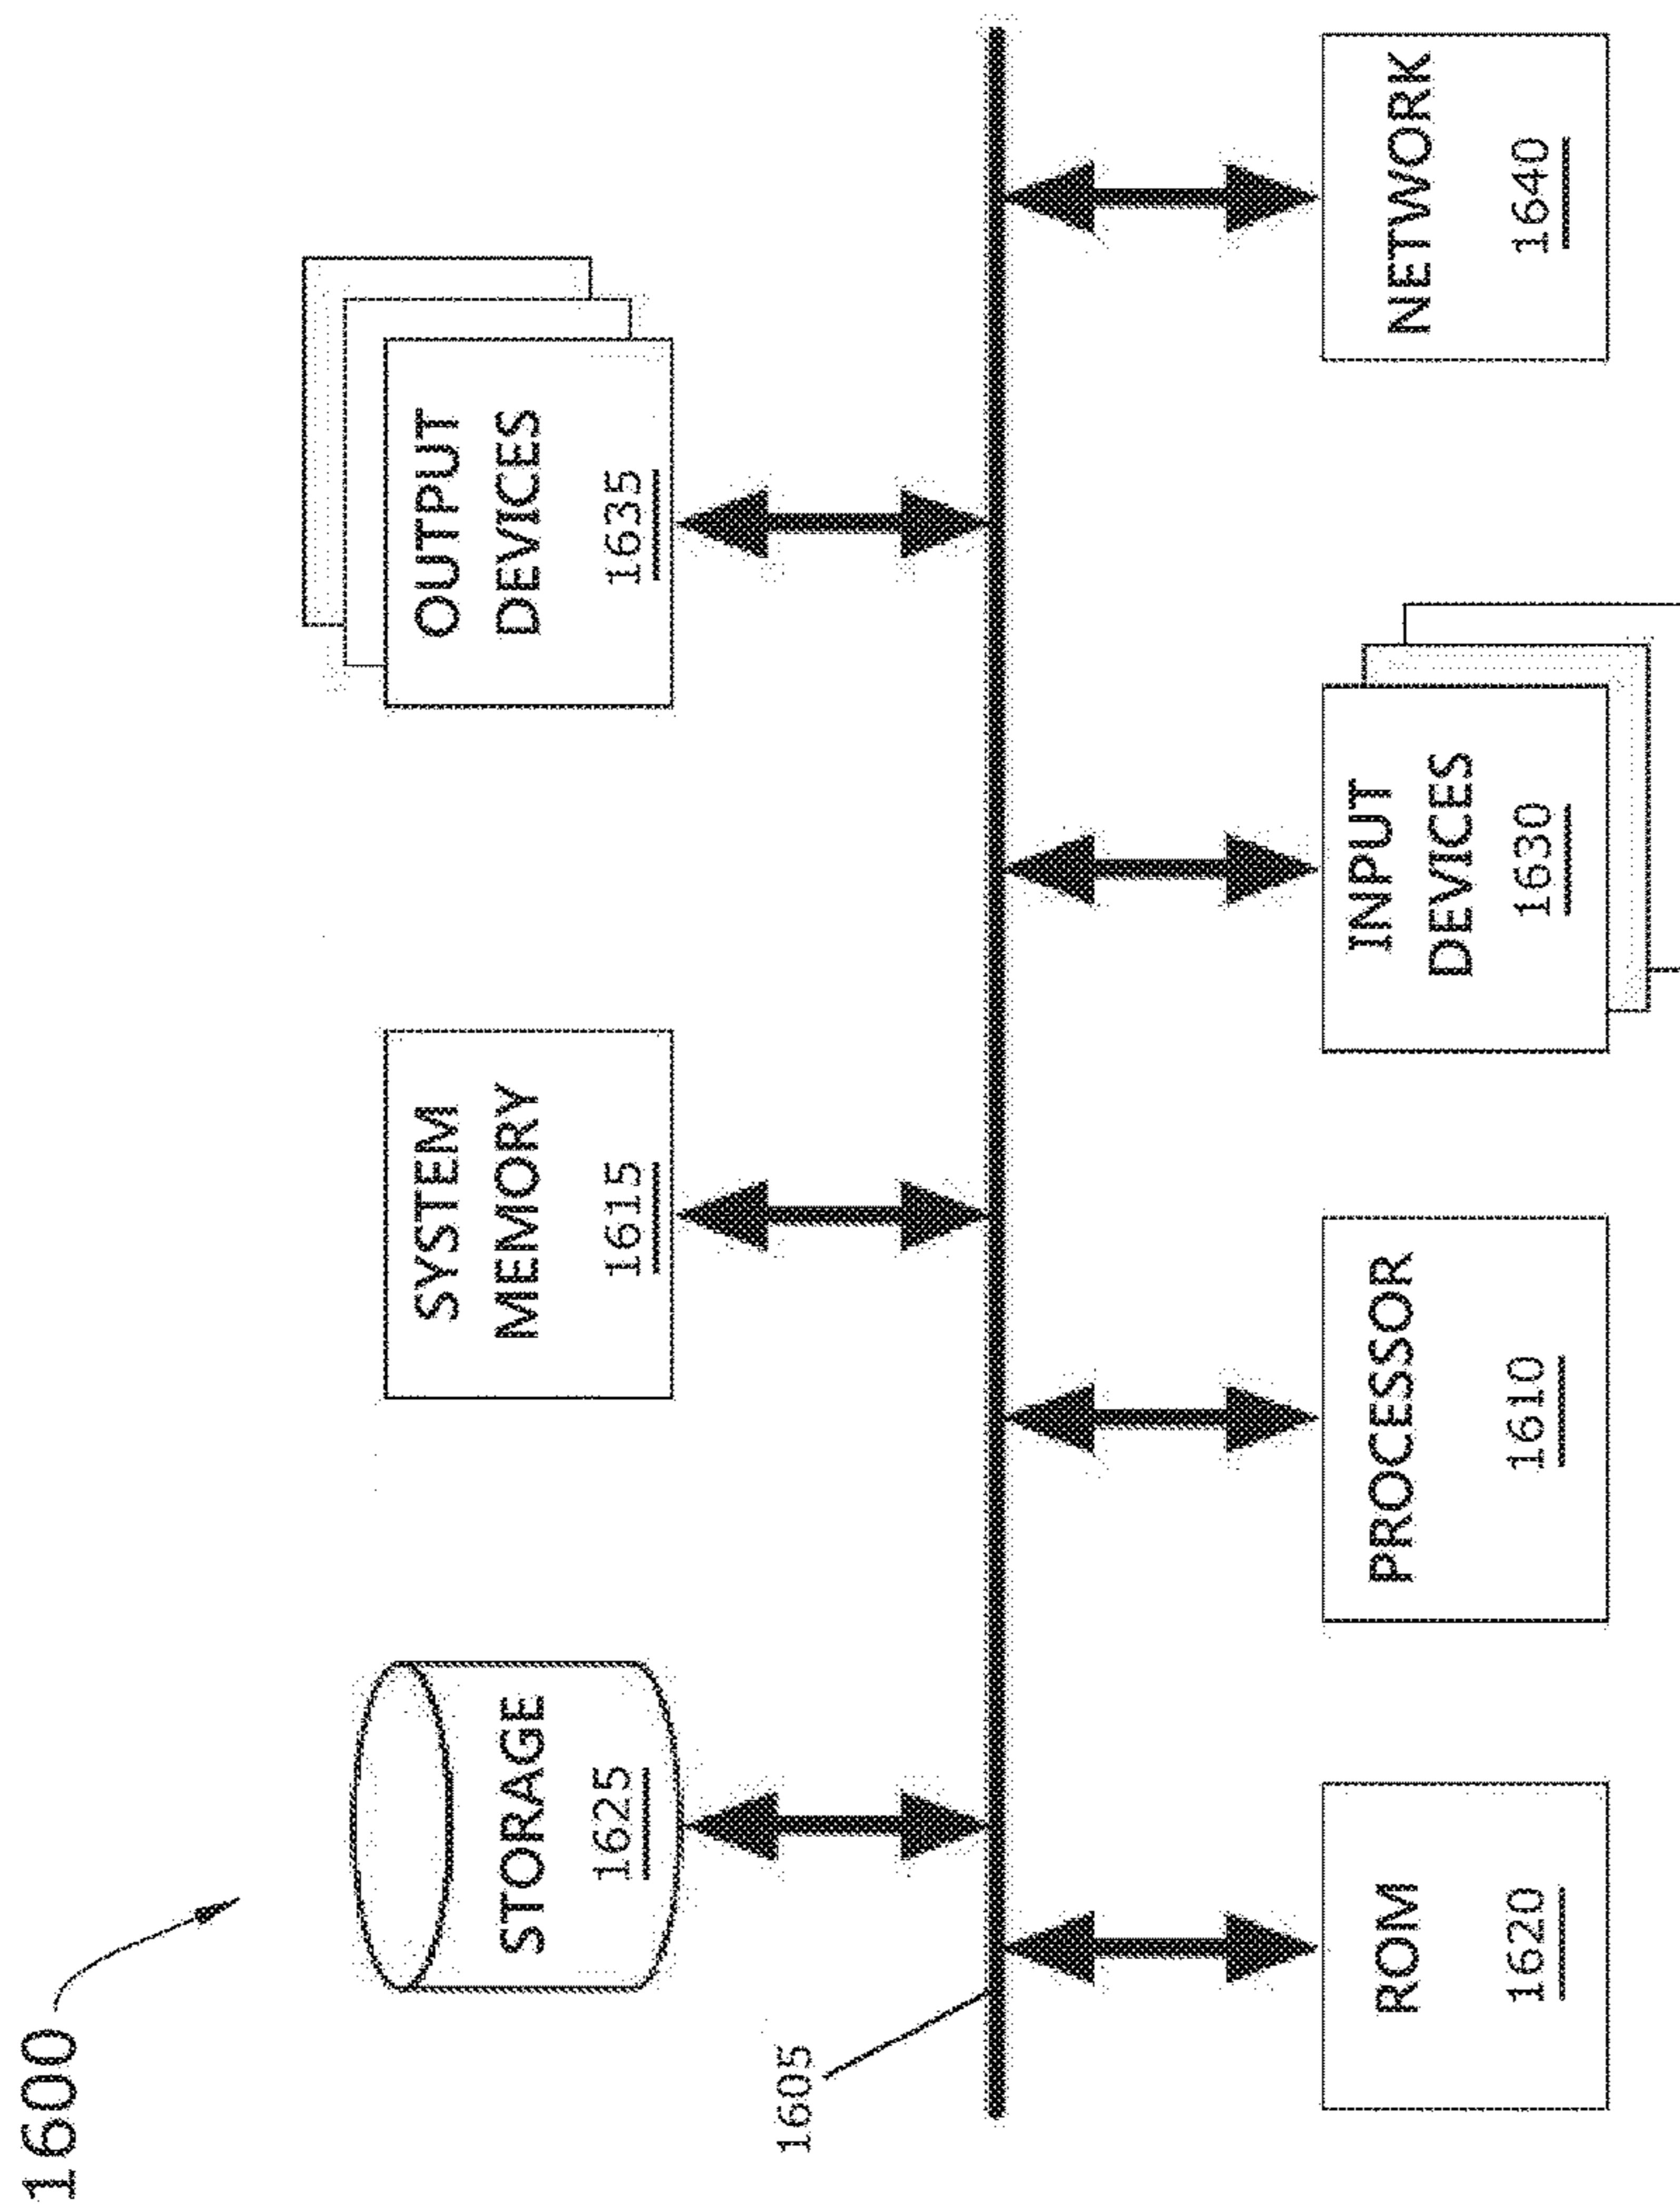 1600
STORAGE
1625
SYSTEM
MEMORY
1615
OUTPUT
DEVICES
1635
1605
ROM
1620
PROCESSOR
1610
INPUT
DEVICES
1630
NETWORK
1640